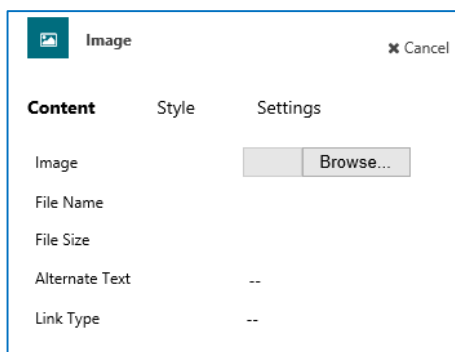 Image
✖ Cancel
Content Style Settings
Image Browse...
File Name
File Size
Alternate Text --
Link Type --